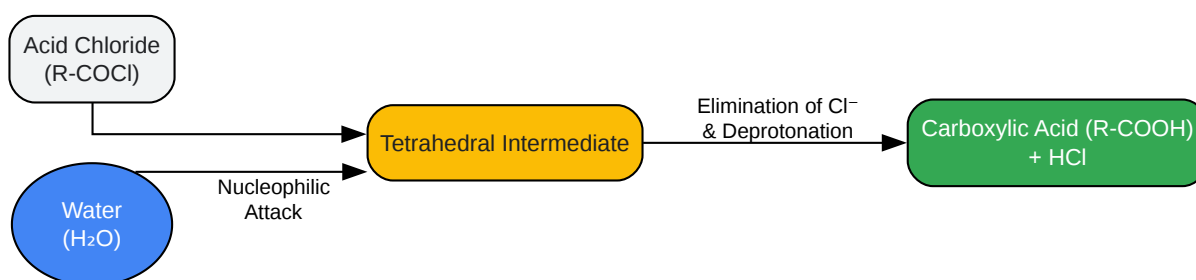 Acid Chloride
(R-COCl)
Elimination of Cl⁻
& Deprotonation
Tetrahedral Intermediate
Carboxylic Acid (R-COOH)
+ HCl
Nucleophilic
Attack
Water
(H₂O)